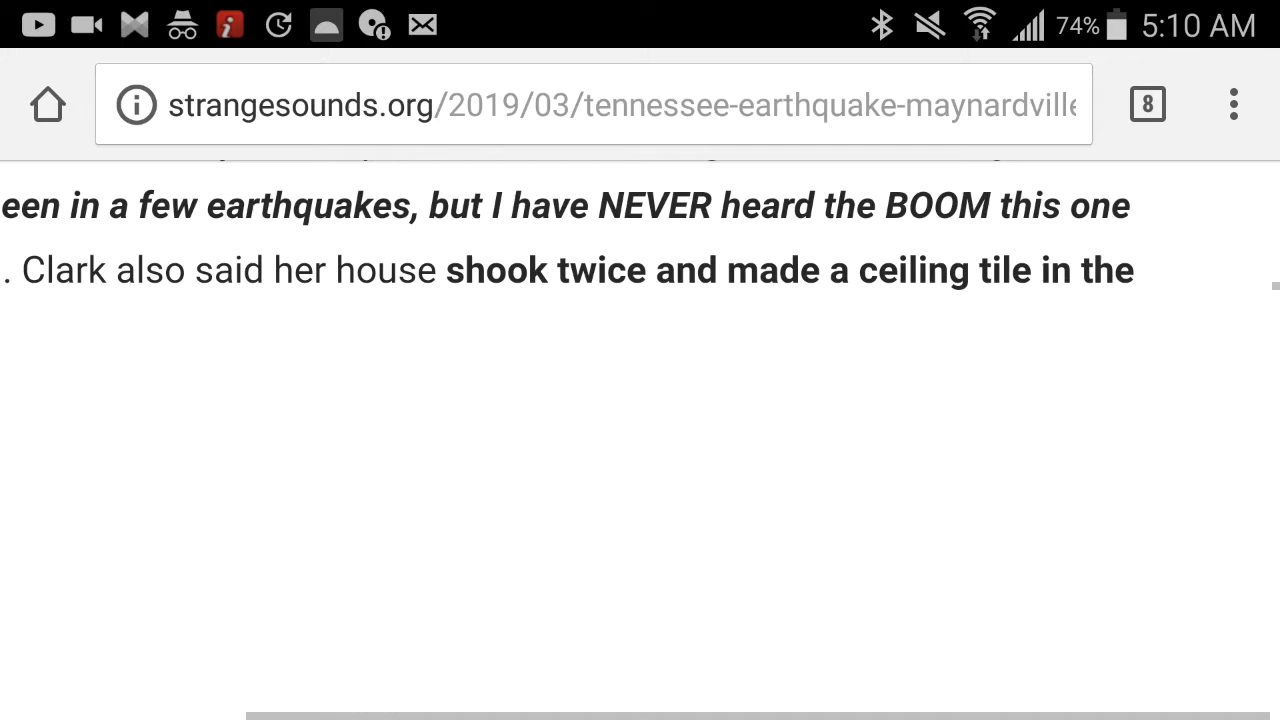 74% 5:10 AM
strangesounds.org/2019/03/tennessee-earthquake-maynardville
8
een in a few earthquakes, but I have NEVER heard the BOOM this one
. Clark also said her house shook twice and made a ceiling tile in the